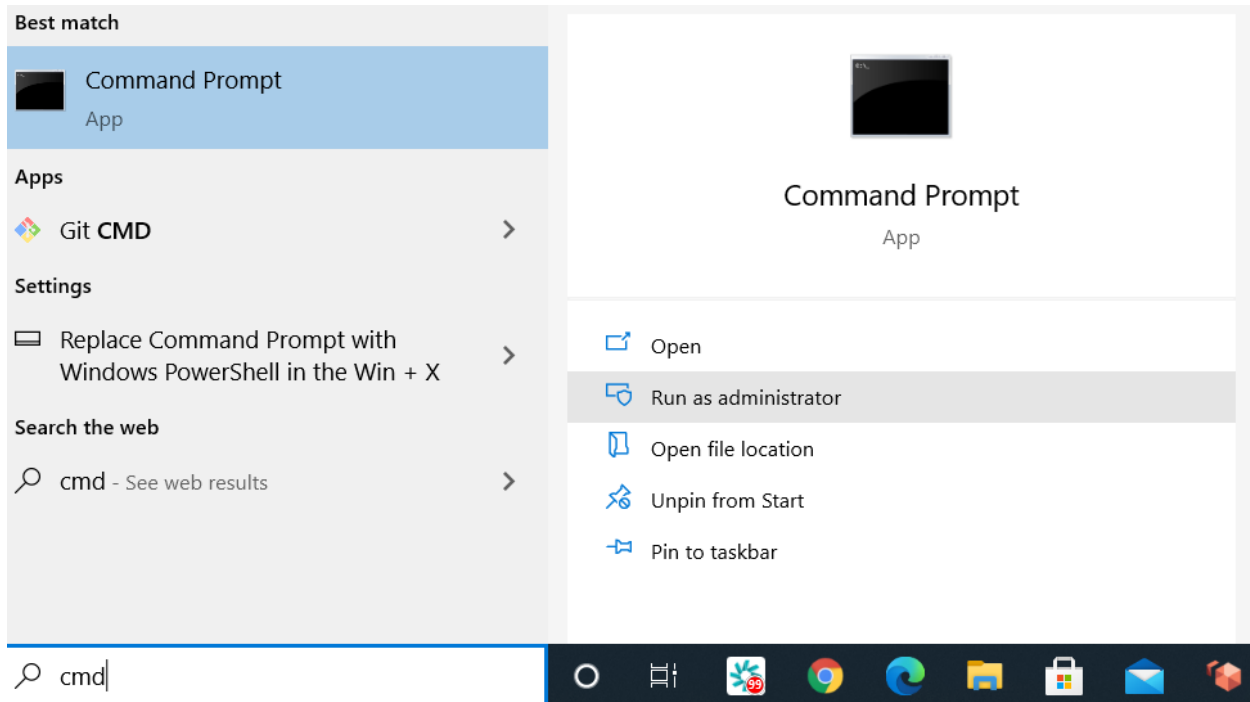 Best match
Command Prompt
App
Apps
Git CMD
Settings
Replace Command Prompt with
Windows PowerShell in the Win + X
Search the web
cmd - See web results
cmd
Command Prompt
App
Open
Run as administrator
Open file location
Unpin from Start
Pin to taskbar
99